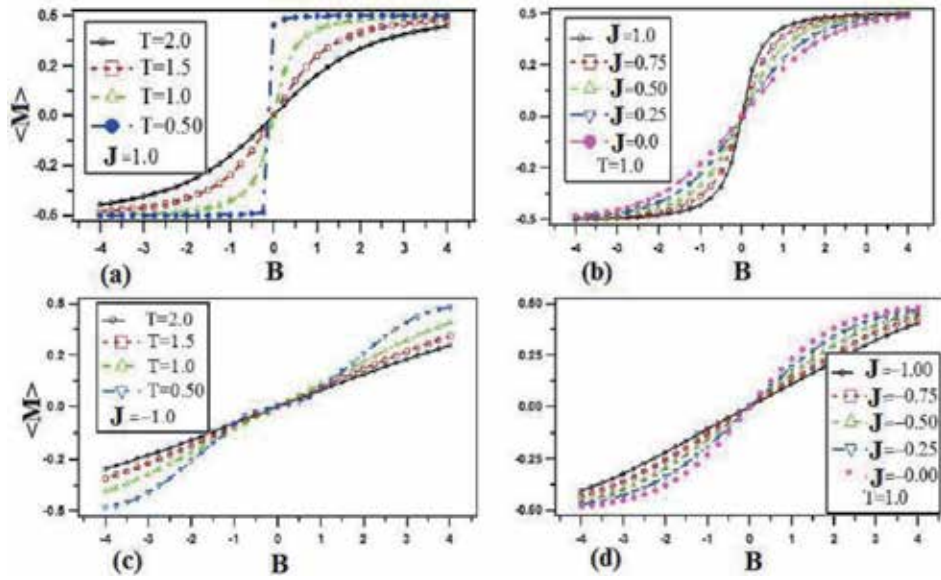 0.5
0.2
0.0
-0.2
-0.5
<M>
T=2.0
T=1.5
T=1.0
T=0.50
J=1.0
-4 -3 -2 -1 0 1 2 3 4
(a) B
0.5
0.2
0.0
-0.2
-0.5
J=1.0
J=0.75
J=0.50
J=0.25
J=0.0
T=1.0
-4 -3 -2 -1 0 1 2 3 4
(b) B
0.5
0.2
0.0
-0.2
-0.5
<M>
T=2.0
T=1.5
T=1.0
T=0.50
J=-1.0
-4 -3 -2 -1 0 1 2 3 4
(c) B
0.50
0.25
0.00
-0.25
-0.50
J=-1.00
J=-0.75
J=-0.50
J=-0.25
J=-0.00
T=1.0
-4 -3 -2 -1 0 1 2 3 4
(d) B